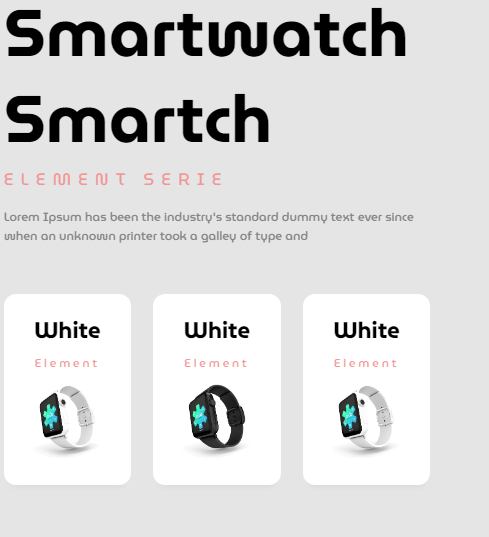 Smartwatch
Smartch
ELEMENT SERIE
Lorem Ipsum has been the industry's standard dummy text ever since
when an unknown printer took a galley of type and
White
Element
White
Element
White
Element